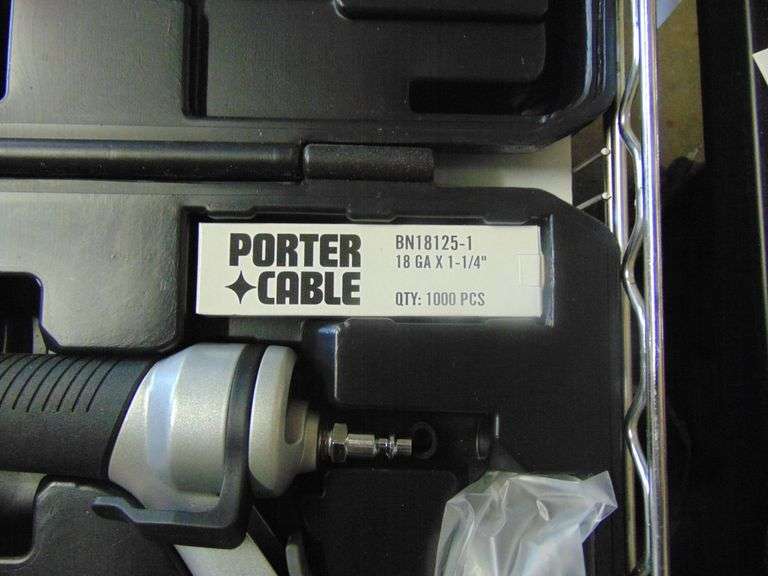 PORTER
CABLE
BN18125-1
18 GA X 1-1/4"
QTY: 1000 PCS